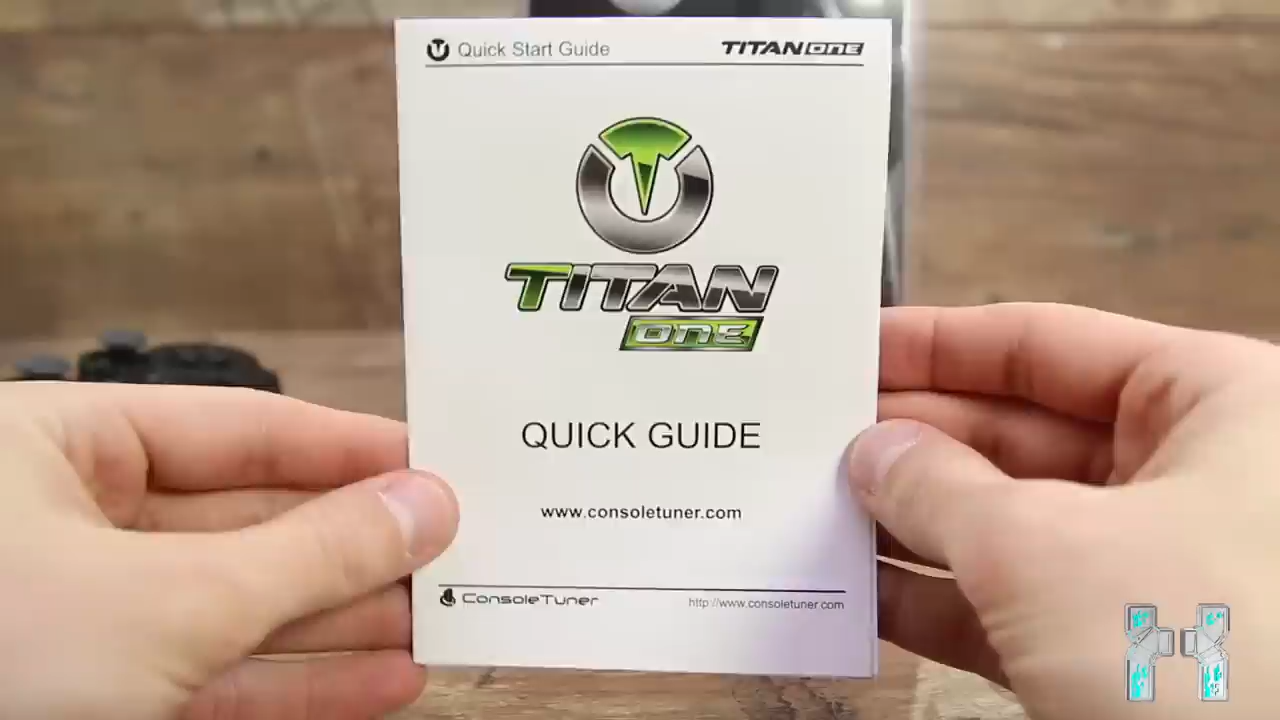 Quick Start Guide TITAN ONE
TITAN
ONE
QUICK GUIDE
www.consoletuner.com
CONSOLETUNER http://www.consoletuner.com